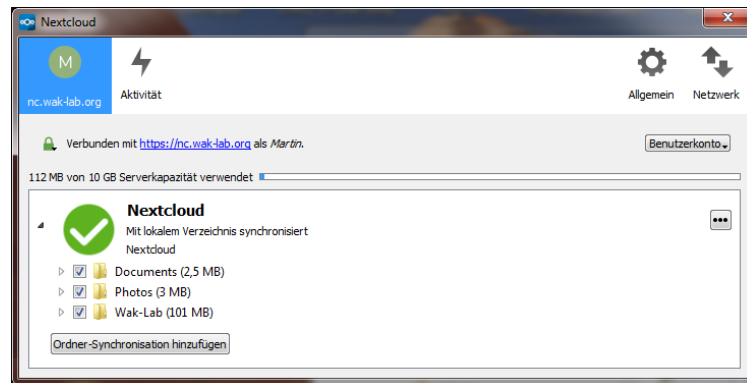 Nextcloud
M
nc.wak-lab.org
Aktivität
Allgemein
Netzwerk
Verbunden mit https://nc.wak-lab.org als Martin.
Benutzerkonto
112 MB von 10 GB Serverkapazität verwendet
Nextcloud
Mit lokalem Verzeichnis synchronisiert
Nextcloud
Documents (2,5 MB)
Photos (3 MB)
Wak-Lab (101 MB)
Ordner-Synchronisation hinzufügen